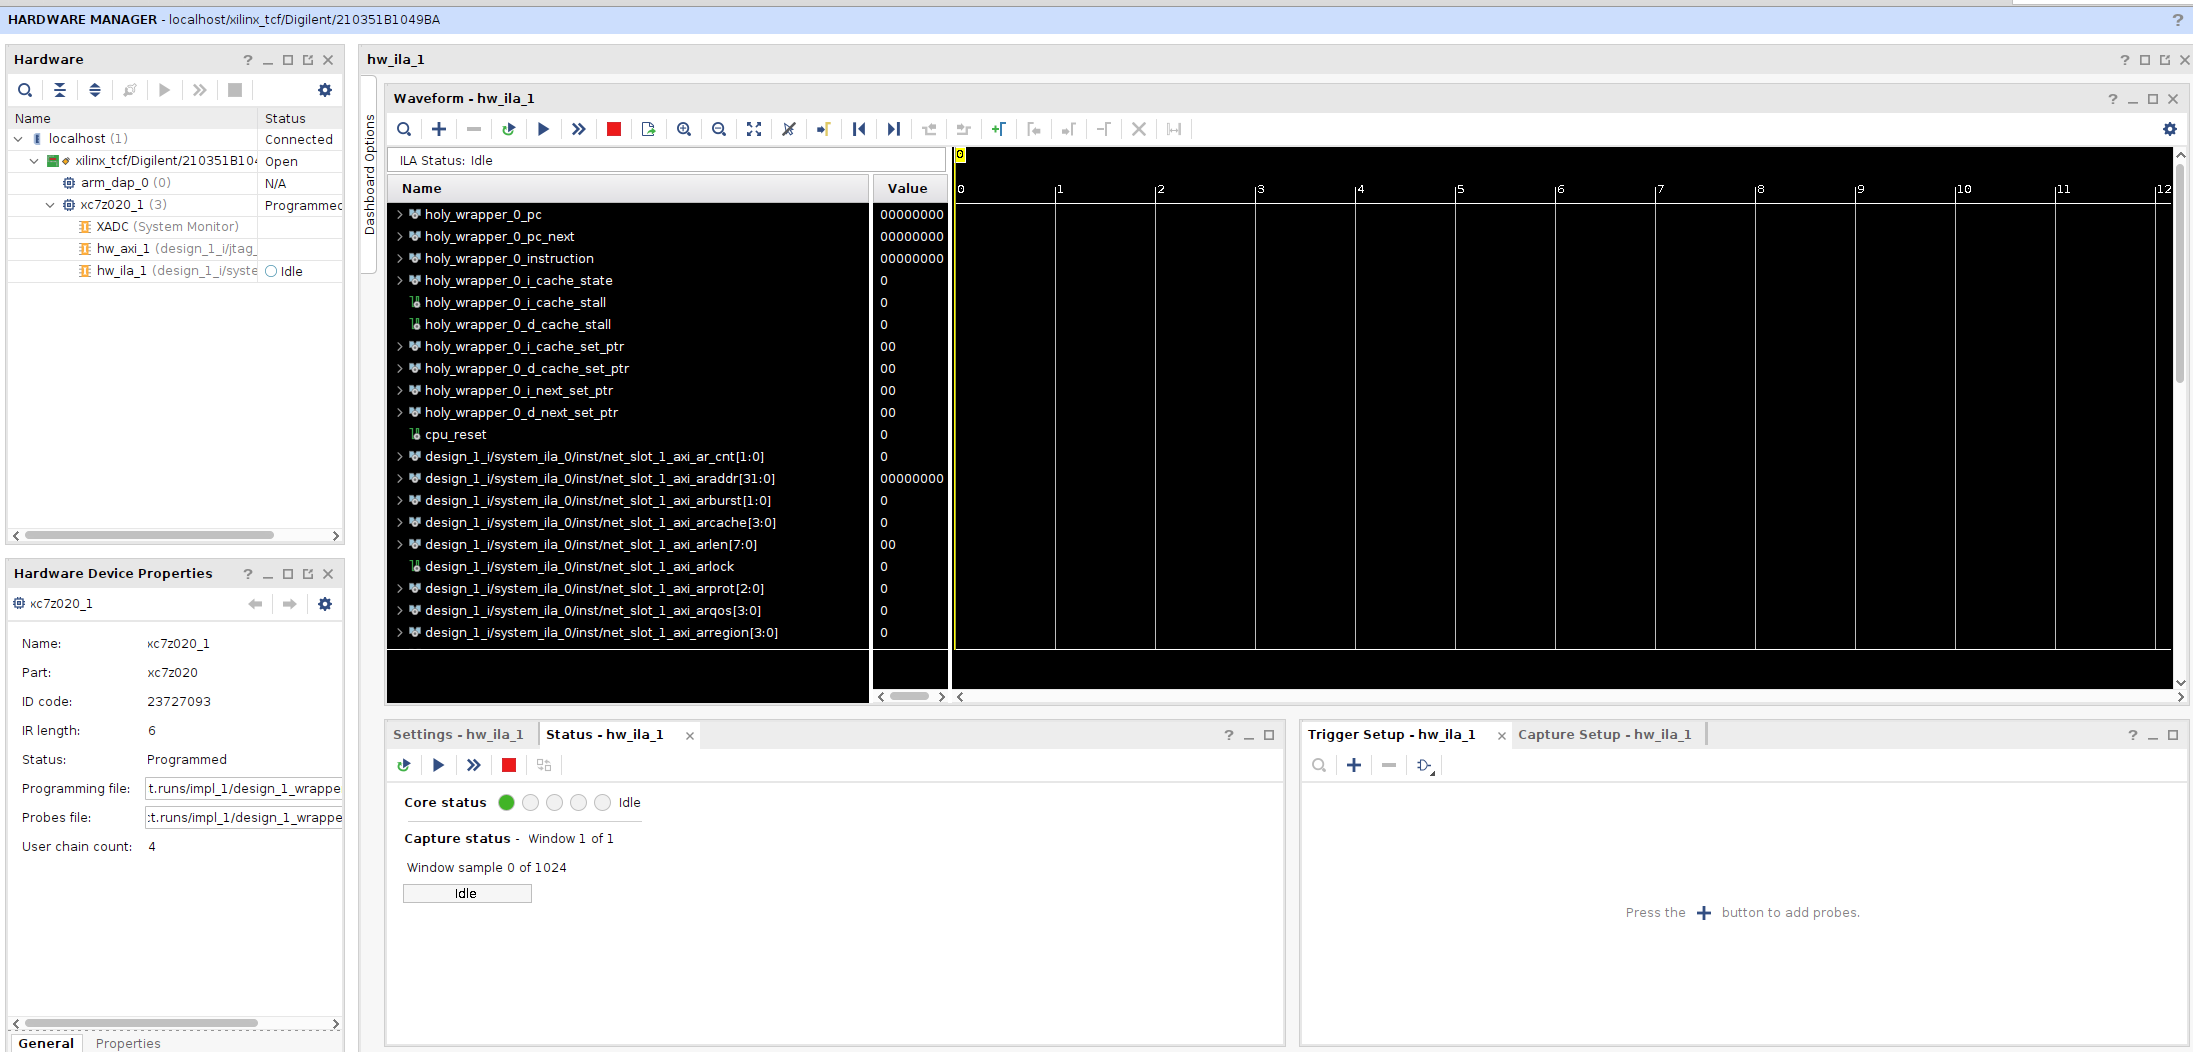 HARDWARE MANAGER - localhost/xilinx_tcf/Digilent/210351B1049BA
?
Hardware
?
Name Status
localhost (1) Connected
xilinx_tcf/Digilent/210351B104 Open
arm_dap_0 (0) N/A
xc7z020_1 (3) Programmed
XADC (System Monitor)
hw_axi_1 (design_1_i/jtag_
hw_ila_1 (design_1_i/syste Idle
Hardware Device Properties
?
xc7z020_1
Name: xc7z020_1
Part: xc7z020
ID code: 23727093
IR length: 6
Status: Programmed
Programming file: t.runs/impl_1/design_1_wrappe
Probes file: :t.runs/impl_1/design_1_wrappe
User chain count: 4
General Properties
hw_ila_1
?
Dashboard Options
Waveform - hw_ila_1
?
ILA Status: Idle
Name Value
0
0 1 2 3 4 5 6 7 8 9 10 11 12
holy_wrapper_0_pc 00000000
holy_wrapper_0_pc_next 00000000
holy_wrapper_0_instruction 00000000
holy_wrapper_0_i_cache_state 0
holy_wrapper_0_i_cache_stall 0
holy_wrapper_0_d_cache_stall 0
holy_wrapper_0_i_cache_set_ptr 00
holy_wrapper_0_d_cache_set_ptr 00
holy_wrapper_0_i_next_set_ptr 00
holy_wrapper_0_d_next_set_ptr 00
cpu_reset 0
design_1_i/system_ila_0/inst/net_slot_1_axi_ar_cnt[1:0] 0
design_1_i/system_ila_0/inst/net_slot_1_axi_araddr[31:0] 00000000
design_1_i/system_ila_0/inst/net_slot_1_axi_arburst[1:0] 0
design_1_i/system_ila_0/inst/net_slot_1_axi_arcache[3:0] 0
design_1_i/system_ila_0/inst/net_slot_1_axi_arlen[7:0] 00
design_1_i/system_ila_0/inst/net_slot_1_axi_arlock 0
design_1_i/system_ila_0/inst/net_slot_1_axi_arprot[2:0] 0
design_1_i/system_ila_0/inst/net_slot_1_axi_arqos[3:0] 0
design_1_i/system_ila_0/inst/net_slot_1_axi_arregion[3:0] 0
Settings - hw_ila_1 Status - hw_ila_1
?
Core status Idle
Capture status - Window 1 of 1
Window sample 0 of 1024
Idle
Trigger Setup - hw_ila_1 Capture Setup - hw_ila_1
?
Press the + button to add probes.